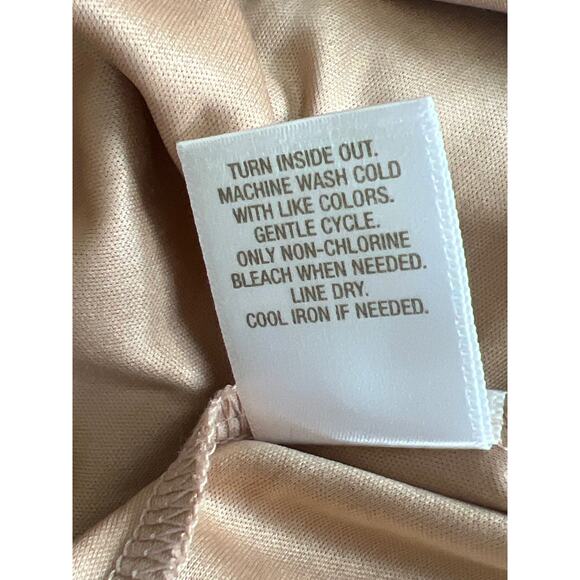 TURN INSIDE OUT.
MACHINE WASH COLD
WITH LIKE COLORS.
GENTLE CYCLE.
ONLY NON-CHLORINE
BLEACH WHEN NEEDED.
LINE DRY.
COOL IRON IF NEEDED.